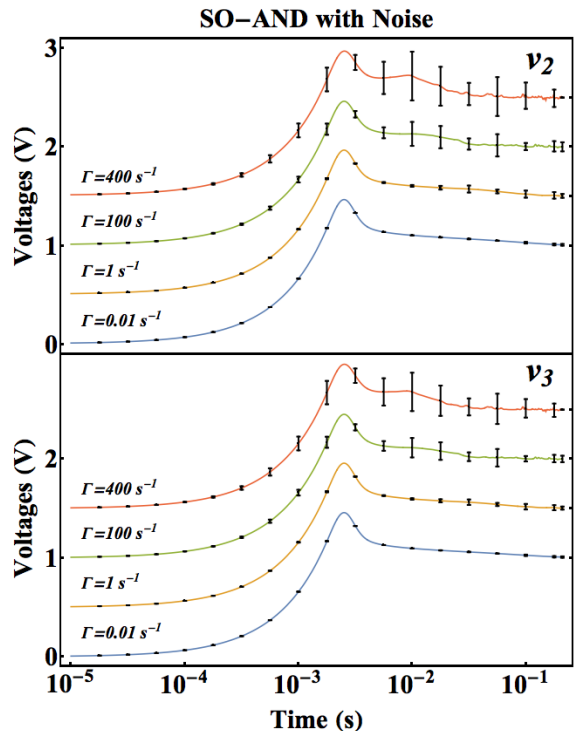 SO−AND with Noise
Voltages (V)
3
2
1
0
v2
Γ=400 s⁻¹
Γ=100 s⁻¹
Γ=1 s⁻¹
Γ=0.01 s⁻¹
Voltages (V)
2
1
0
v3
Γ=400 s⁻¹
Γ=100 s⁻¹
Γ=1 s⁻¹
Γ=0.01 s⁻¹
10⁻⁵ 10⁻⁴ 10⁻³ 10⁻² 10⁻¹
Time (s)